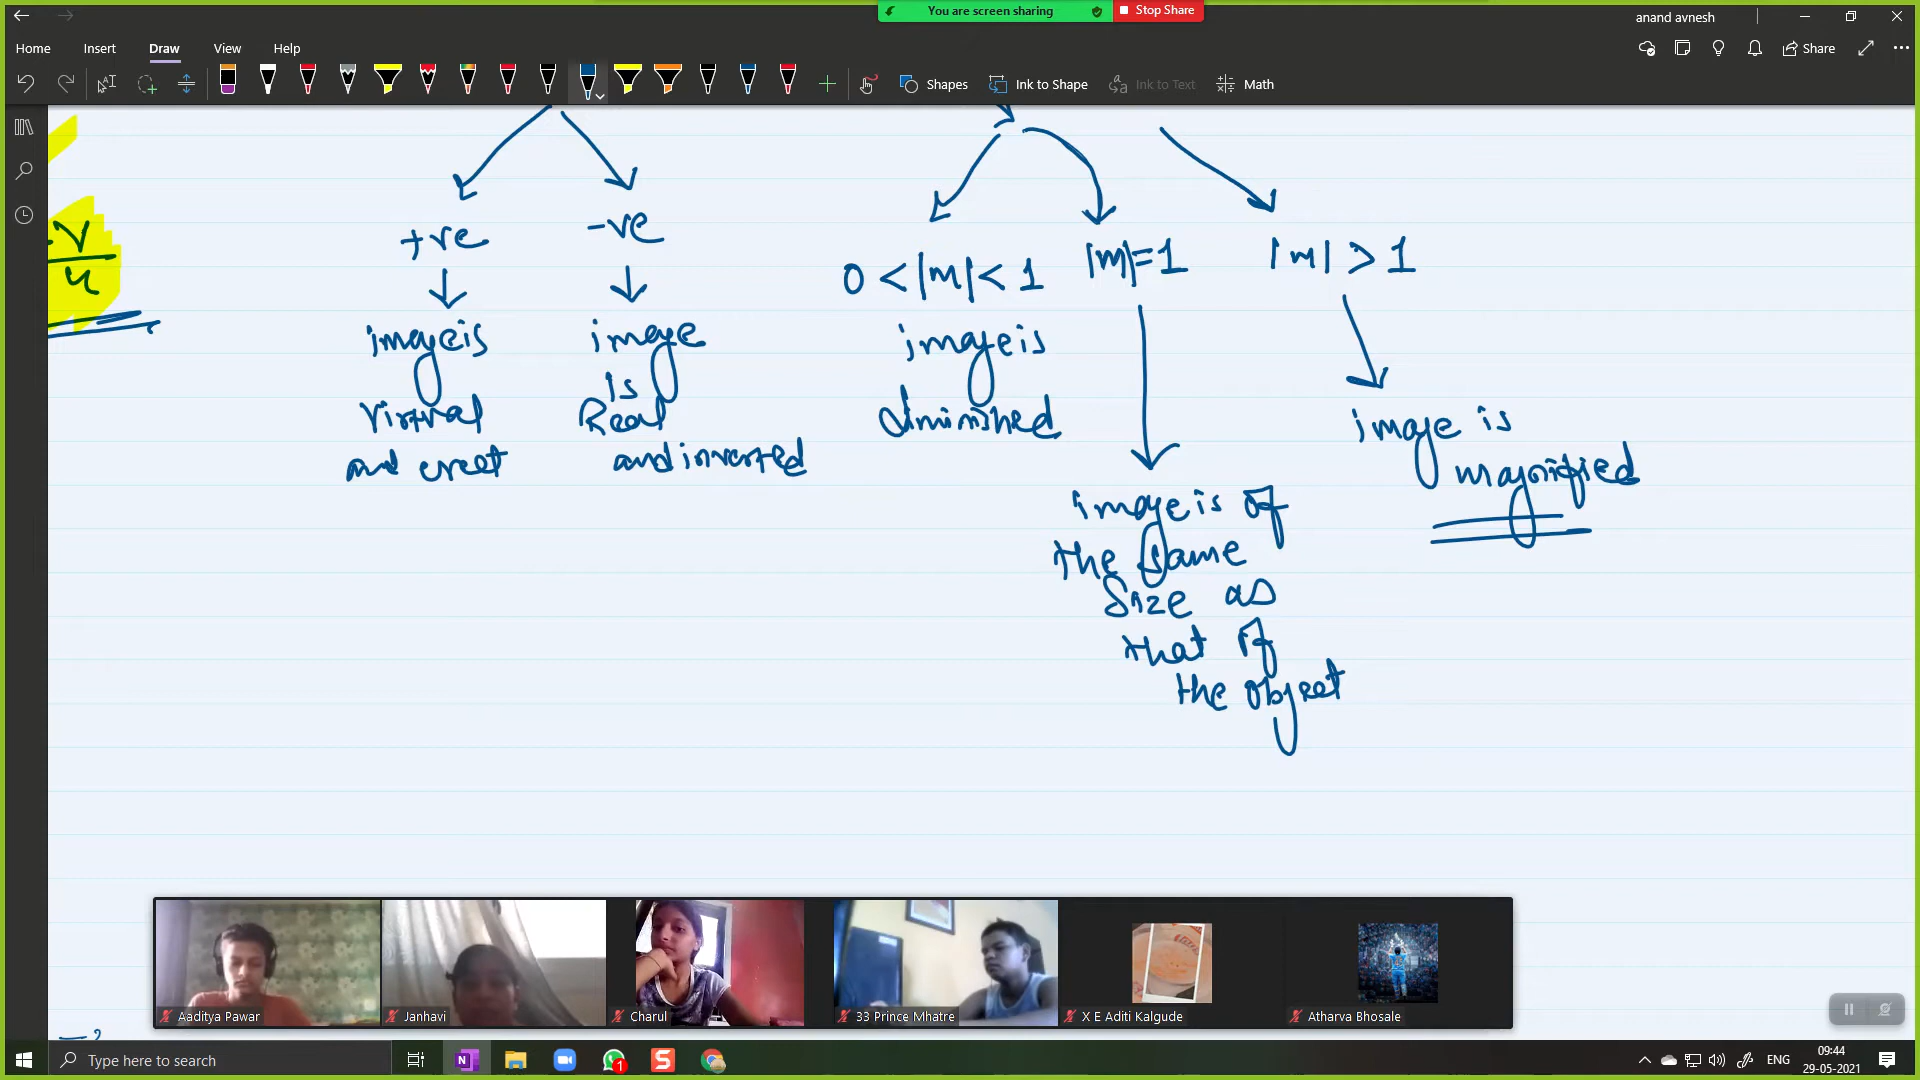 You are screen sharing
Stop Share
anand avnesh
Home Insert Draw View Help
Share
Shapes Ink to Shape Ink to Text Math
-V
u
+ve
-ve
0 < |m| < 1
|m| = 1
|m| > 1
image is
virtual
and erect
image
is
Real
and inverted
image is
diminished
image is of
the same
size as
that of
the object
image is
magnified
Aaditya Pawar
Janhavi
Charul
33 Prince Mhatre
X E Aditi Kalgude
Atharva Bhosale
Type here to search
1
ENG
09:44
29-05-2021